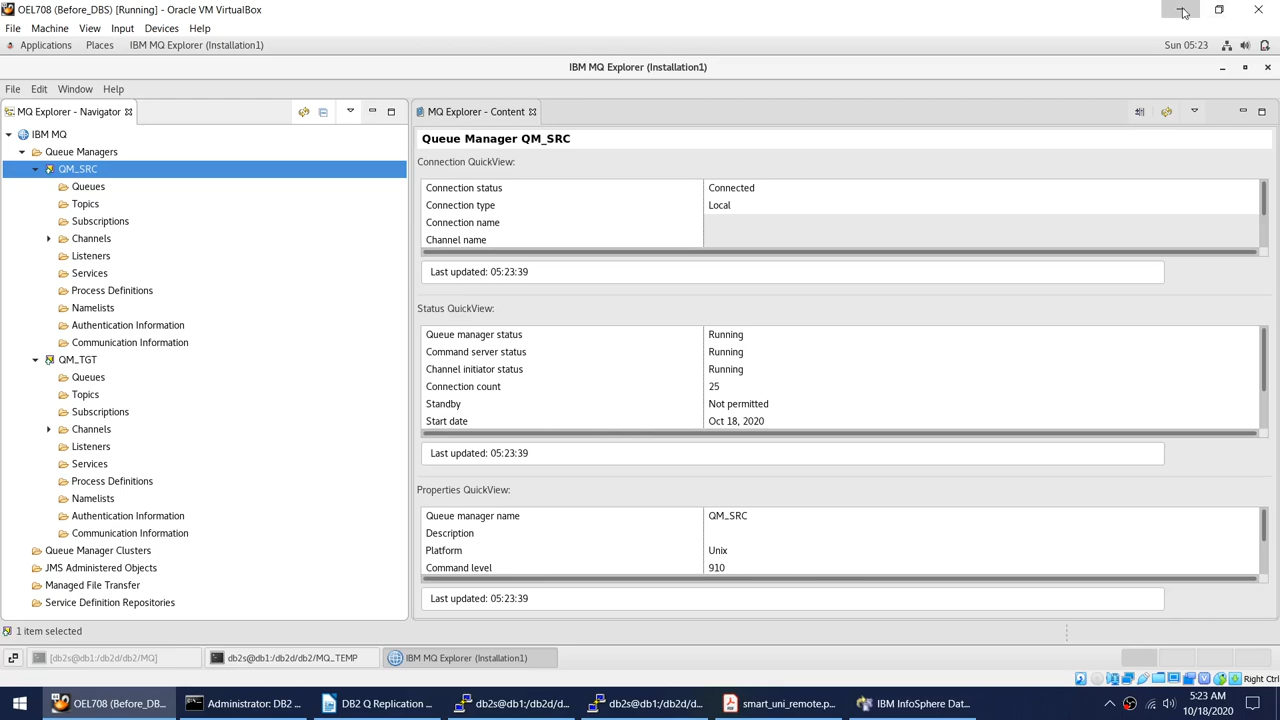 OEL708 (Before_DBS) [Running] - Oracle VM VirtualBox
File Machine View Input Devices Help
Applications Places IBM MQ Explorer (Installation1) Sun 05:23
IBM MQ Explorer (Installation1)
File Edit Window Help
MQ Explorer - Navigator
IBM MQ
Queue Managers
QM_SRC
Queues
Topics
Subscriptions
Channels
Listeners
Services
Process Definitions
Namelists
Authentication Information
Communication Information
QM_TGT
Queues
Topics
Subscriptions
Channels
Listeners
Services
Process Definitions
Namelists
Authentication Information
Communication Information
Queue Manager Clusters
JMS Administered Objects
Managed File Transfer
Service Definition Repositories
MQ Explorer - Content
Queue Manager QM_SRC
Connection QuickView:
Connection status Connected
Connection type Local
Connection name
Channel name
Last updated: 05:23:39
Status QuickView:
Queue manager status Running
Command server status Running
Channel initiator status Running
Connection count 25
Standby Not permitted
Start date Oct 18, 2020
Last updated: 05:23:39
Properties QuickView:
Queue manager name QM_SRC
Description
Platform Unix
Command level 910
Last updated: 05:23:39
1 item selected
[db2s@db1:/db2d/db2/MQ] db2s@db1:/db2d/db2/MQ_TEMP IBM MQ Explorer (Installation1)
Right Ctrl
OEL708 (Before_DB... Administrator: DB2 ... DB2 Q Replication ... db2s@db1:/db2d/d... db2s@db1:/db2d/d... smart_uni_remote.p... IBM InfoSphere Dat... 5:23 AM
10/18/2020